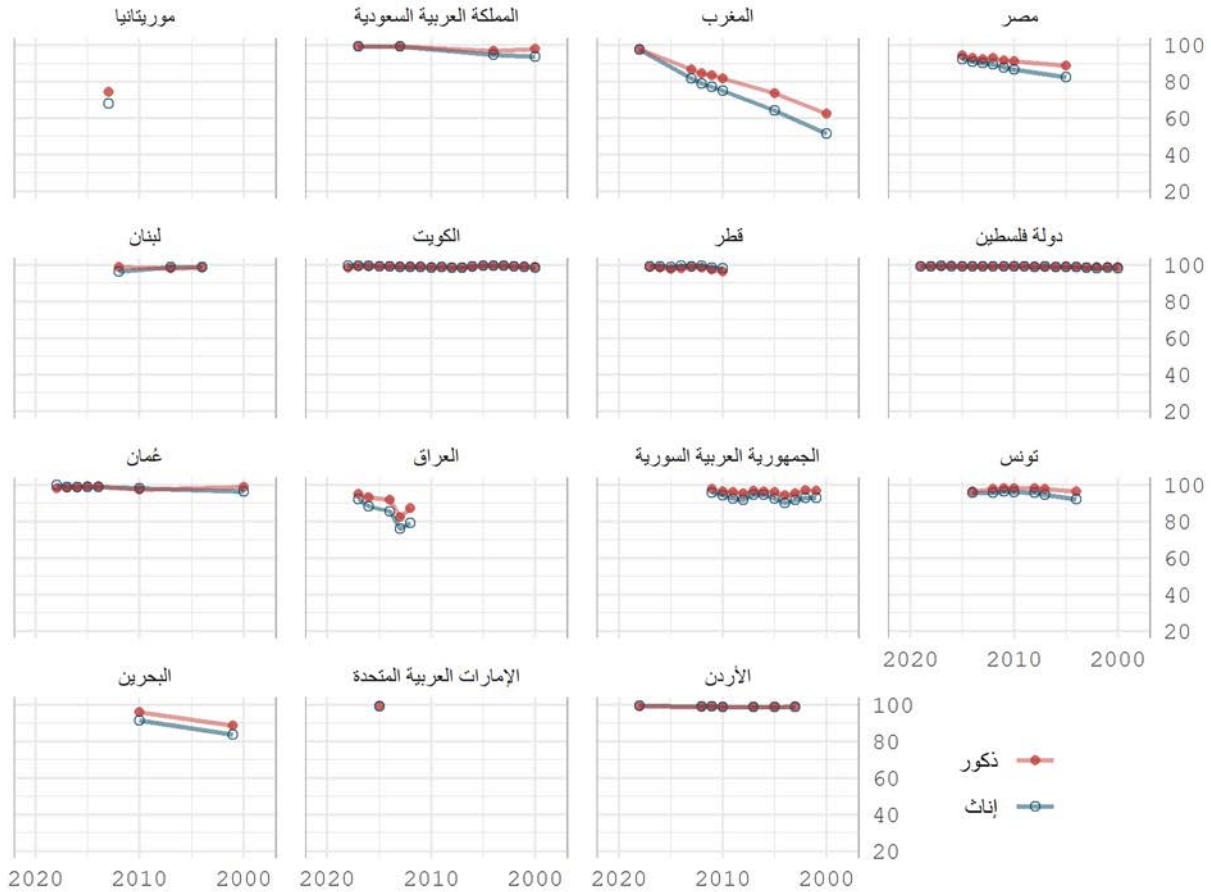 مصر
المغرب
المملكة العربية السعودية
موريتانيا
100
80
60
40
20
دولة فلسطين
قطر
الكويت
لبنان
100
80
60
40
20
تونس
الجمهورية العربية السورية
العراق
عُمان
100
80
60
40
20
2000 2010 2020
الأردن
الإمارات العربية المتحدة
البحرين
100
80
60
40
20
ذكور
إناث
2000 2010 2020
2000 2010 2020
2000 2010 2020